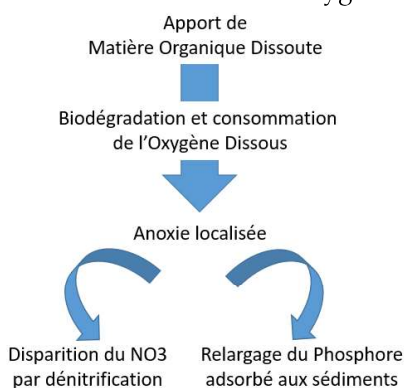 Apport de
Matière Organique Dissoute
Biodégradation et consommation
de l'Oxygène Dissous
Anoxie localisée
Disparition du NO3
par dénitrification
Relargage du Phosphore
adsorbé aux sédiments